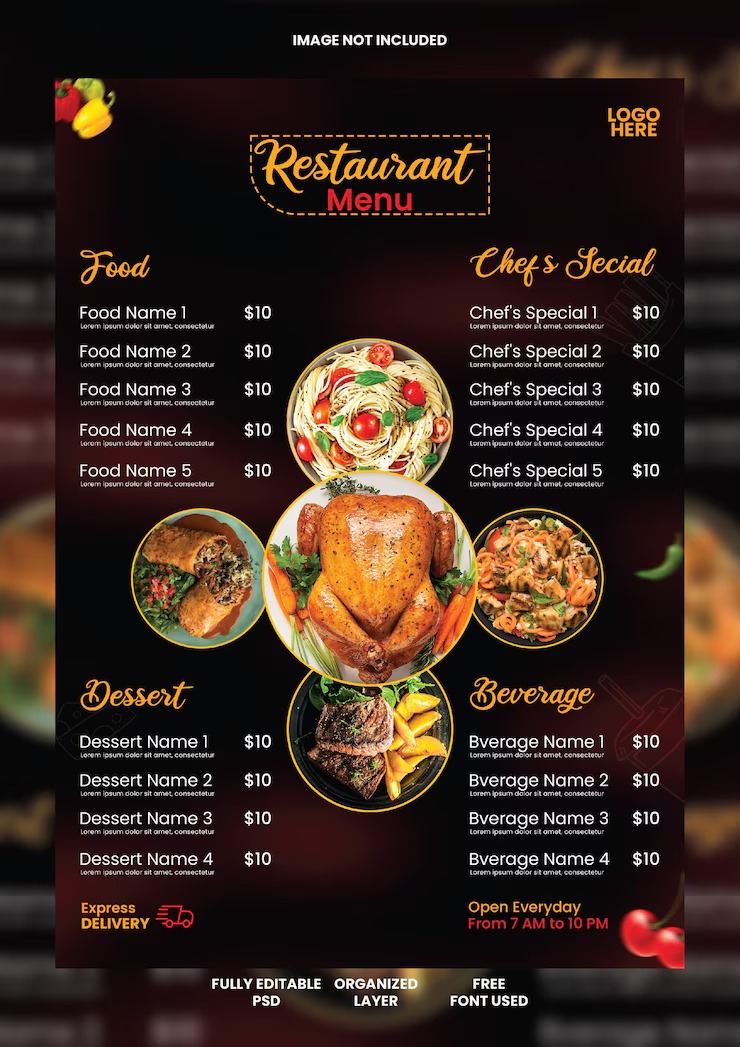 IMAGE NOT INCLUDED
LOGO
HERE
Restaurant
Menu
Food
Food Name 1 $10
Lorem ipsum dolor sit amet, consectetur
Food Name 2 $10
Lorem ipsum dolor sit amet, consectetur
Food Name 3 $10
Lorem ipsum dolor sit amet, consectetur
Food Name 4 $10
Lorem ipsum dolor sit amet, consectetur
Food Name 5 $10
Lorem ipsum dolor sit amet, consectetur
Chef's Secial
Chef's Special 1 $10
Lorem ipsum dolor sit amet, consectetur
Chef's Special 2 $10
Lorem ipsum dolor sit amet, consectetur
Chef's Special 3 $10
Lorem ipsum dolor sit amet, consectetur
Chef's Special 4 $10
Lorem ipsum dolor sit amet, consectetur
Chef's Special 5 $10
Lorem ipsum dolor sit amet, consectetur
Dessert
Dessert Name 1 $10
Lorem ipsum dolor sit amet, consectetur
Dessert Name 2 $10
Lorem ipsum dolor sit amet, consectetur
Dessert Name 3 $10
Lorem ipsum dolor sit amet, consectetur
Dessert Name 4 $10
Lorem ipsum dolor sit amet, consectetur
Beverage
Bverage Name 1 $10
Lorem ipsum dolor sit amet, consectetur
Bverage Name 2 $10
Lorem ipsum dolor sit amet, consectetur
Bverage Name 3 $10
Lorem ipsum dolor sit amet, consectetur
Bverage Name 4 $10
Lorem ipsum dolor sit amet, consectetur
Express
DELIVERY
Open Everyday
From 7 AM to 10 PM
FULLY EDITABLE
PSD
ORGANIZED
LAYER
FREE
FONT USED